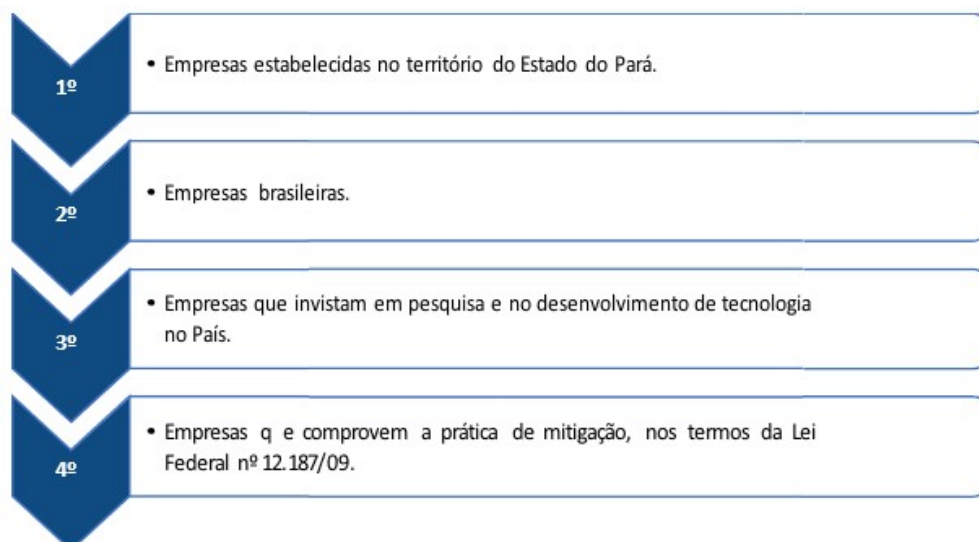 1º
• Empresas estabelecidas no território do Estado do Pará.
2º
• Empresas brasileiras.
3º
• Empresas que invistam em pesquisa e no desenvolvimento de tecnologia
no País.
4º
• Empresas q e comprovem a prática de mitigação, nos termos da Lei
Federal nº 12.187/09.